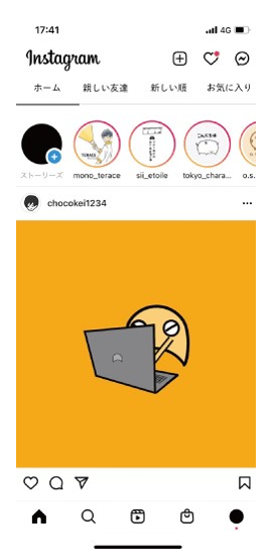 17:41
4G
Instagram
ホーム 親しい友達 新しい順 お気に入り
ストーリーズ mono_terace sii_etoile tokyo_chara... o.s.
chocokei1234